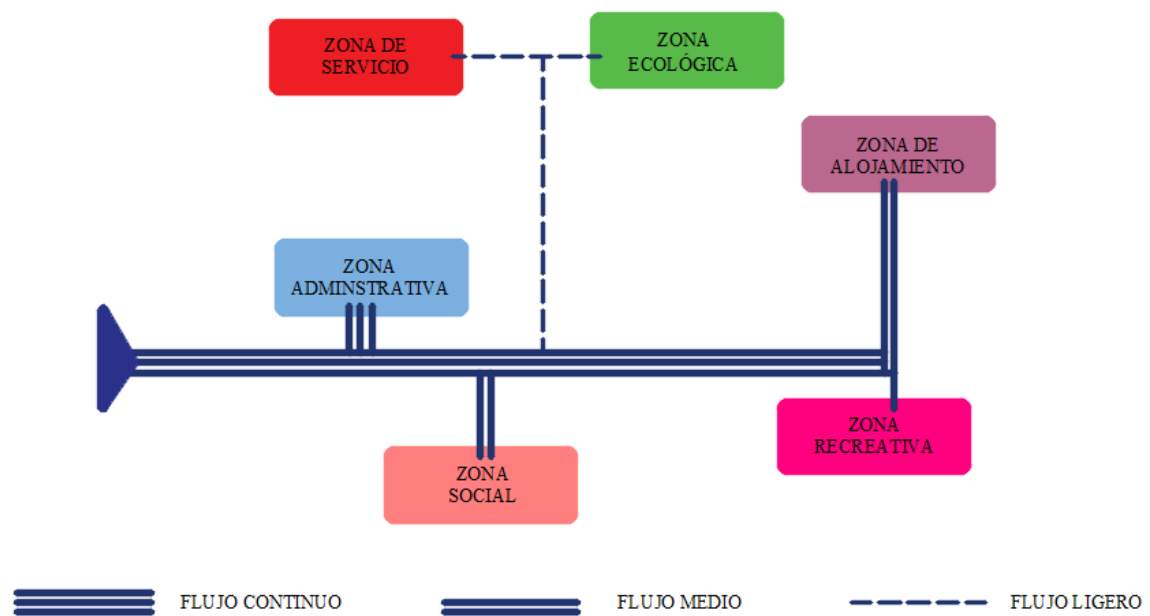 ZONA DE
SERVICIO
ZONA
ECOLÓGICA
ZONA DE
ALOJAMIENTO
ZONA
ADMINSTRATIVA
ZONA
RECREATIVA
ZONA
SOCIAL
FLUJO CONTINUO
FLUJO MEDIO
FLUJO LIGERO